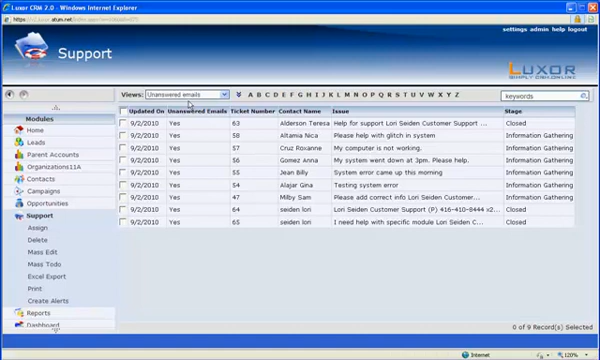 Luxor CRM 2.0 - Windows Internet Explorer
settings admin help logout
Support
LUXOR
SIMPLY CRM ONLINE
Views: Unanswered emails A B C D E F G H I J K L M N O P Q R S T U V W X Y Z keywords
Modules
Home
Leads
Parent Accounts
Organizations11A
Contacts
Campaigns
Opportunities
Support
Assign
Delete
Mass Edit
Mass Todo
Excel Export
Print
Create Alerts
Reports
Dashboard
Updated On Unanswered Emails Ticket Number Contact Name Issue Stage
9/2/2010 Yes 63 Alderson Teresa Help for support Lori Seiden Customer Support ... Closed
9/2/2010 Yes 58 Altamia Nica Please help with glitch in system Information Gathering
9/2/2010 Yes 57 Cruz Roxanne My computer is not working. Information Gathering
9/2/2010 Yes 56 Gomez Anna My system went down at 3pm. Please help. Information Gathering
9/2/2010 Yes 55 Jean Billy System error came up this morning Information Gathering
9/2/2010 Yes 54 Alajar Gina Testing system error Information Gathering
9/2/2010 Yes 47 Milby Sam Please add correct info Lori Seiden Customer... Information Gathering
9/2/2010 Yes 64 seiden lori Lori Seiden Customer Support (P) 416-410-8444 x2... Closed
9/2/2010 Yes 65 seiden lori I need help with specific module Lori Seiden C... Closed
0 of 9 Record(s) Selected
Internet 120%